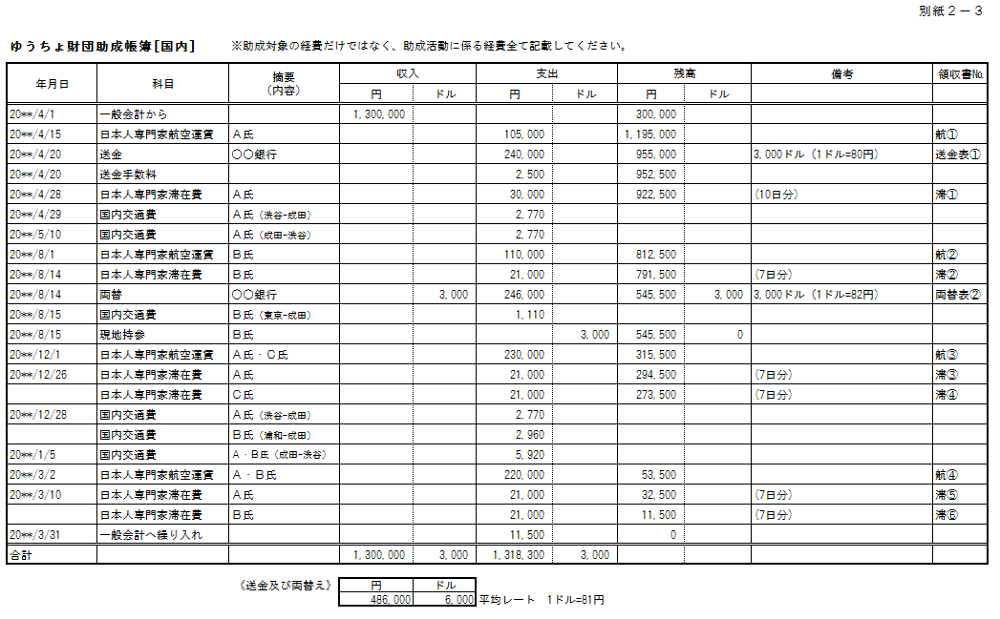 別紙2-3
ゆうちょ財団助成帳簿[国内] ※助成対象の経費だけではなく、助成活動に係る経費全て記載してください。
年月日 科目 摘要(内容) 収入 支出 残高 備考 領収書No.
円 ドル 円 ドル 円 ドル
20**/4/1 一般会計から 1,300,000 300,000
20**/4/15 日本人専門家航空運賃 A氏 105,000 1,195,000 航①
20**/4/20 送金 〇〇銀行 240,000 955,000 3,000ドル(1ドル=80円) 送金表①
20**/4/20 送金手数料 2,500 952,500
20**/4/28 日本人専門家滞在費 A氏 30,000 922,500 (10日分) 滞①
20**/4/29 国内交通費 A氏(渋谷-成田) 2,770
20**/5/10 国内交通費 A氏(成田-渋谷) 2,770
20**/8/1 日本人専門家航空運賃 B氏 110,000 812,500 航②
20**/8/14 日本人専門家滞在費 B氏 21,000 791,500 (7日分) 滞②
20**/8/14 両替 〇〇銀行 3,000 246,000 545,500 3,000 3,000ドル(1ドル=82円) 両替表②
20**/8/15 国内交通費 B氏(東京-成田) 1,110
20**/8/15 現地持参 B氏 3,000 545,500 0
20**/12/1 日本人専門家航空運賃 A氏・C氏 230,000 315,500 航③
20**/12/26 日本人専門家滞在費 A氏 21,000 294,500 (7日分) 滞③
日本人専門家滞在費 C氏 21,000 273,500 (7日分) 滞④
20**/12/28 国内交通費 A氏(渋谷-成田) 2,770
国内交通費 B氏(浦和-成田) 2,960
20**/1/5 国内交通費 A・B氏(成田-渋谷) 5,920
20**/3/2 日本人専門家航空運賃 A・B氏 220,000 53,500 航④
20**/3/10 日本人専門家滞在費 A氏 21,000 32,500 (7日分) 滞⑤
日本人専門家滞在費 B氏 21,000 11,500 (7日分) 滞⑥
20**/3/31 一般会計へ繰り入れ 11,500 0
合計 1,300,000 3,000 1,318,300 3,000
《送金及び両替え》 円 ドル
486,000 6,000 平均レート 1ドル=81円